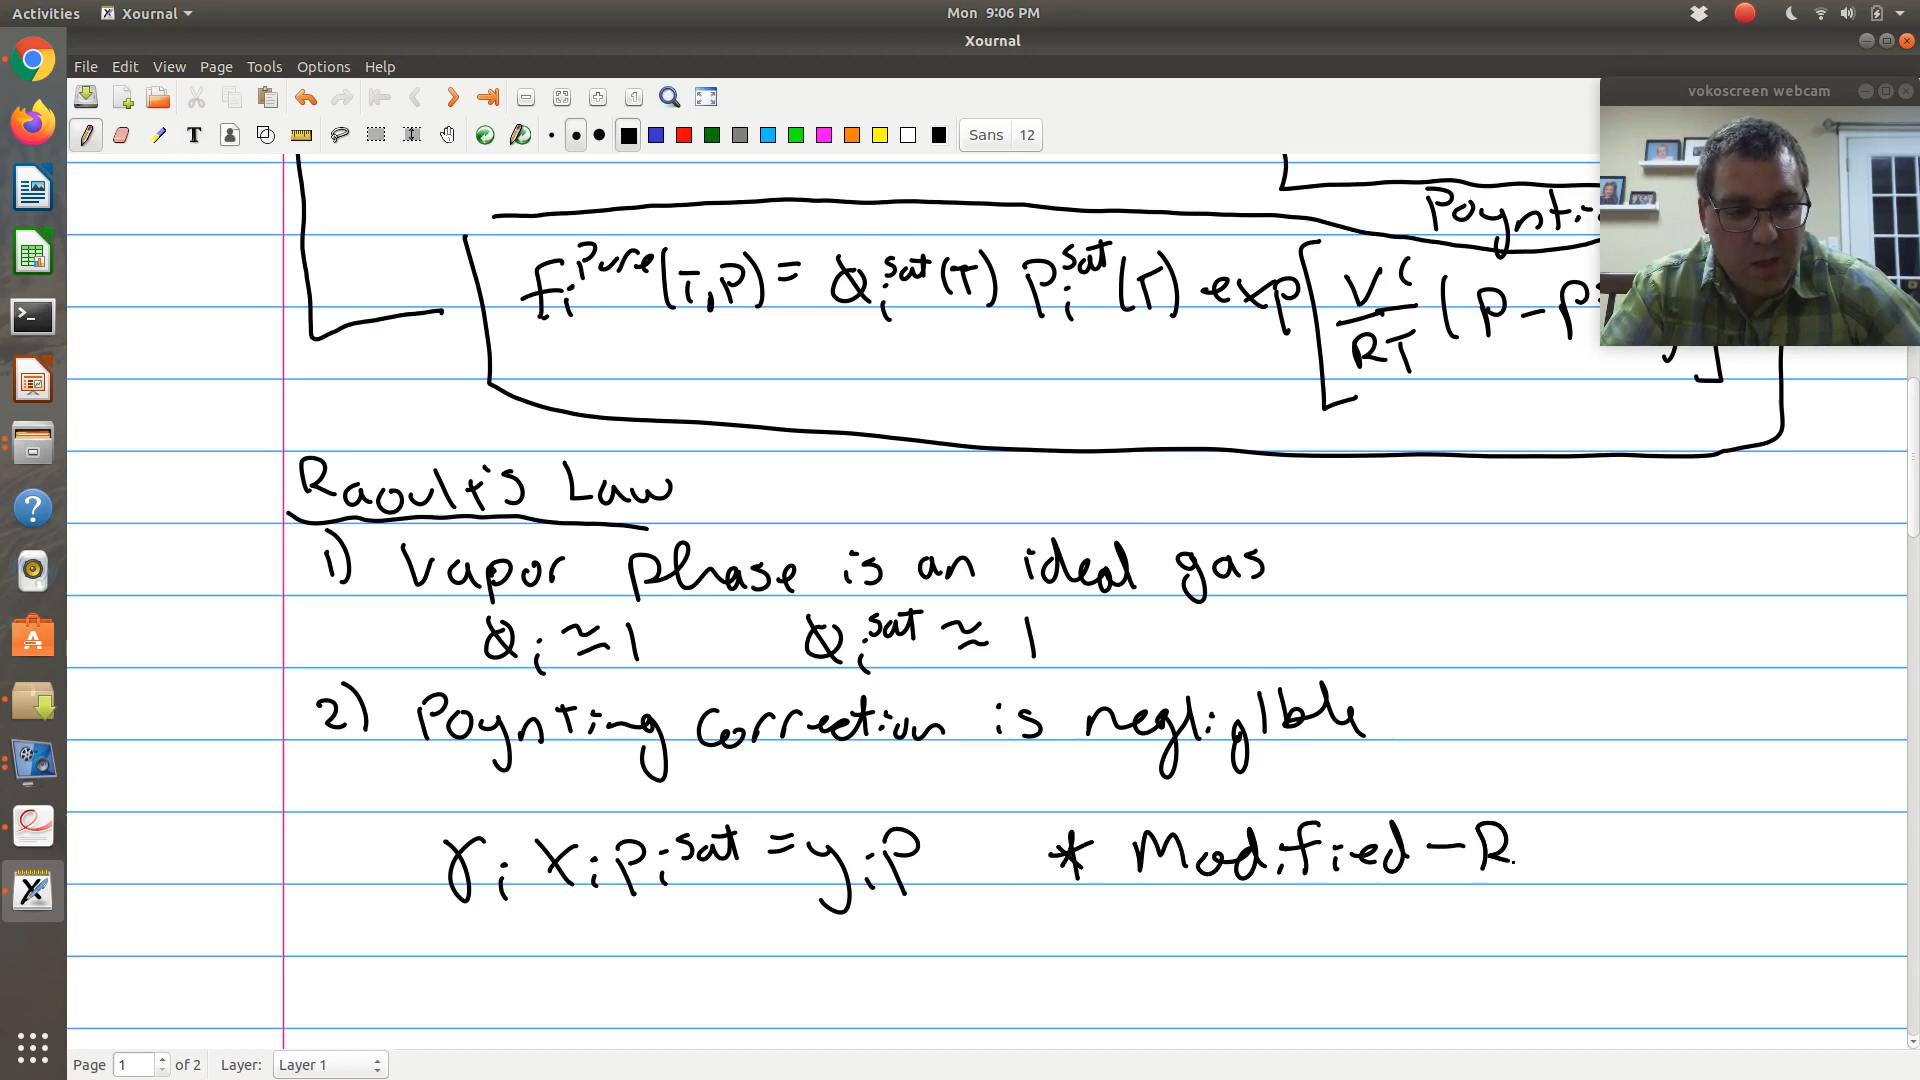 Activities Xournal Mon 9:06 PM
Xournal
File Edit View Page Tools Options Help
vokoscreen webcam
T Sans 12
Poynti
f_i^Pure(T,P) = φ_i^sat(T) P_i^sat(T) exp[ V^L/RT (P - P
Raoult's Law
1) Vapor phase is an ideal gas
φ_i ≈ 1 φ_i^sat ≈ 1
2) Poynting correction is negligible
γ_i x_i P_i^sat = y_i P * Modified - R
Page 1 of 2 Layer: Layer 1